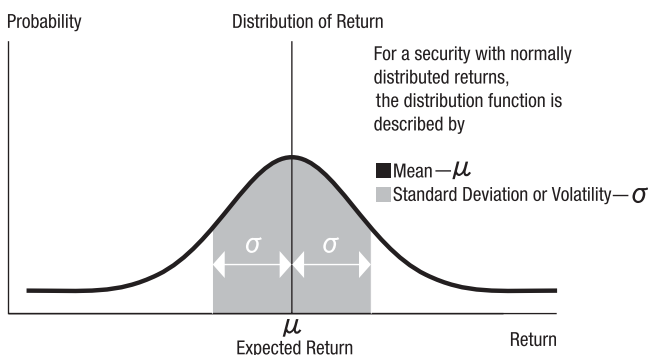 Probability
Distribution of Return
For a security with normally
distributed returns,
the distribution function is
described by
Mean—μ
Standard Deviation or Volatility—σ
σ
σ
μ
Expected Return
Return